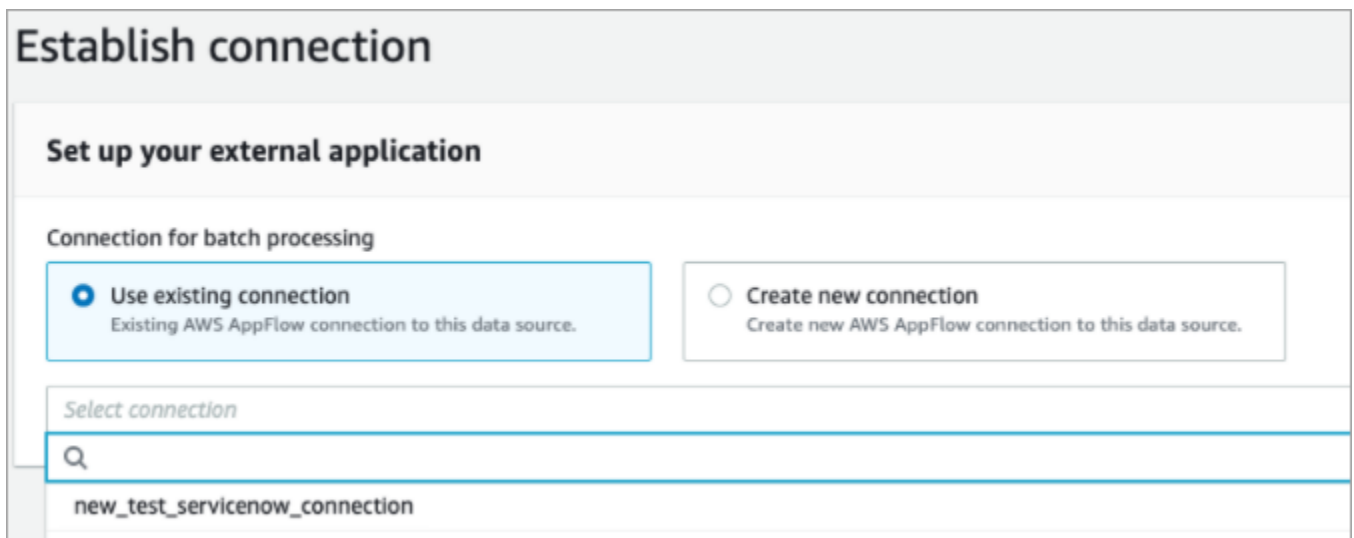 Establish connection
Set up your external application
Connection for batch processing
Use existing connection
Existing AWS AppFlow connection to this data source.
Create new connection
Create new AWS AppFlow connection to this data source.
Select connection
new_test_servicenow_connection